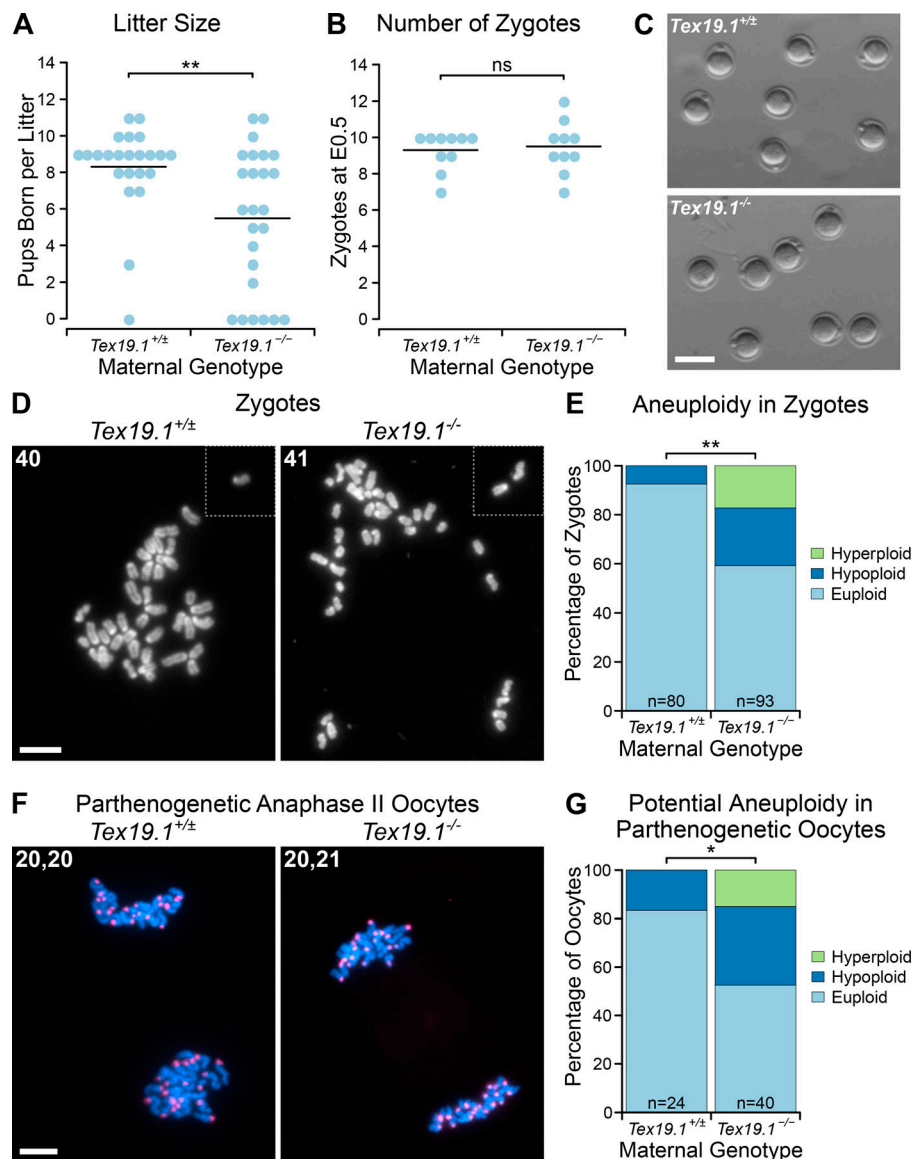 A Litter Size
**
Pups Born per Litter
14
12
10
8
6
4
2
0
Tex19.1+/± Tex19.1−/−
Maternal Genotype
B Number of Zygotes
ns
Zygotes at E0.5
14
12
10
8
6
4
2
0
Tex19.1+/± Tex19.1−/−
Maternal Genotype
C
Tex19.1+/±
Tex19.1-/-
D Zygotes
Tex19.1+/± Tex19.1-/-
40 41
E Aneuploidy in Zygotes
**
Percentage of Zygotes
100
80
60
40
20
0
n=80 n=93
Tex19.1+/± Tex19.1−/−
Maternal Genotype
Hyperploid
Hypoploid
Euploid
F Parthenogenetic Anaphase II Oocytes
Tex19.1+/± Tex19.1-/-
20,20 20,21
G Potential Aneuploidy in
Parthenogenetic Oocytes
*
Percentage of Oocytes
100
80
60
40
20
0
n=24 n=40
Tex19.1+/± Tex19.1−/−
Maternal Genotype
Hyperploid
Hypoploid
Euploid